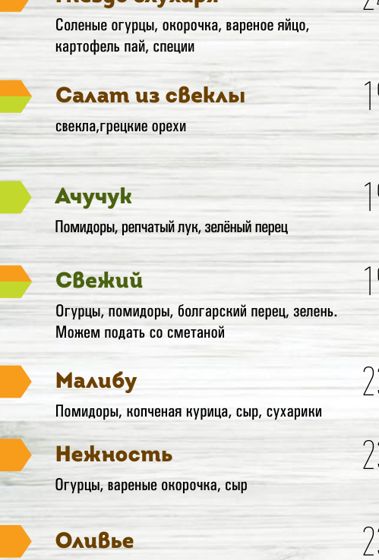 Соленые огурцы, окорочка, вареное яйцо,
картофель пай, специи
Салат из свеклы
свекла,грецкие орехи
Ачучук
Помидоры, репчатый лук, зелёный перец
Свежий
Огурцы, помидоры, болгарский перец, зелень.
Можем подать со сметаной
Малибу
Помидоры, копченая курица, сыр, сухарики
Нежность
Огурцы, вареные окорочка, сыр
Оливье